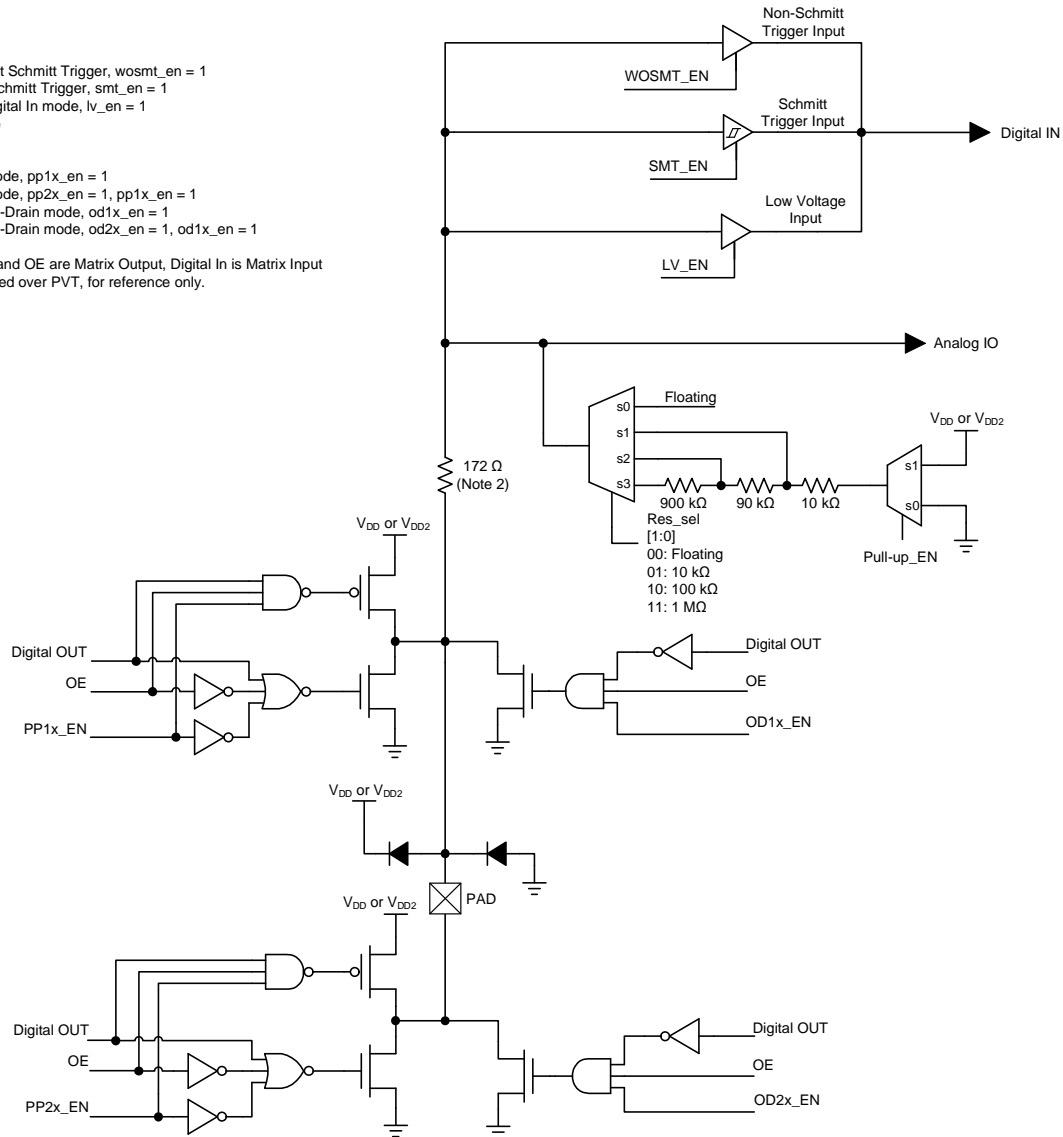 t Schmitt Trigger, wosmt_en = 1
chmitt Trigger, smt_en = 1
gital In mode, lv_en = 1
ode, pp1x_en = 1
ode, pp2x_en = 1, pp1x_en = 1
-Drain mode, od1x_en = 1
-Drain mode, od2x_en = 1, od1x_en = 1
and OE are Matrix Output, Digital In is Matrix Input
ed over PVT, for reference only.
Non-Schmitt
Trigger Input
WOSMT_EN
Schmitt
Trigger Input
Digital IN
SMT_EN
Low Voltage
Input
LV_EN
Analog IO
Floating
s0
s1
s2
s3
VDD or VDD2
s1
s0
900 kΩ
90 kΩ
10 kΩ
Pull-up_EN
Res_sel
[1:0]
00: Floating
01: 10 kΩ
10: 100 kΩ
11: 1 MΩ
172 Ω
(Note 2)
VDD or VDD2
Digital OUT
OE
PP1x_EN
Digital OUT
OE
OD1x_EN
VDD or VDD2
PAD
VDD or VDD2
Digital OUT
OE
PP2x_EN
Digital OUT
OE
OD2x_EN